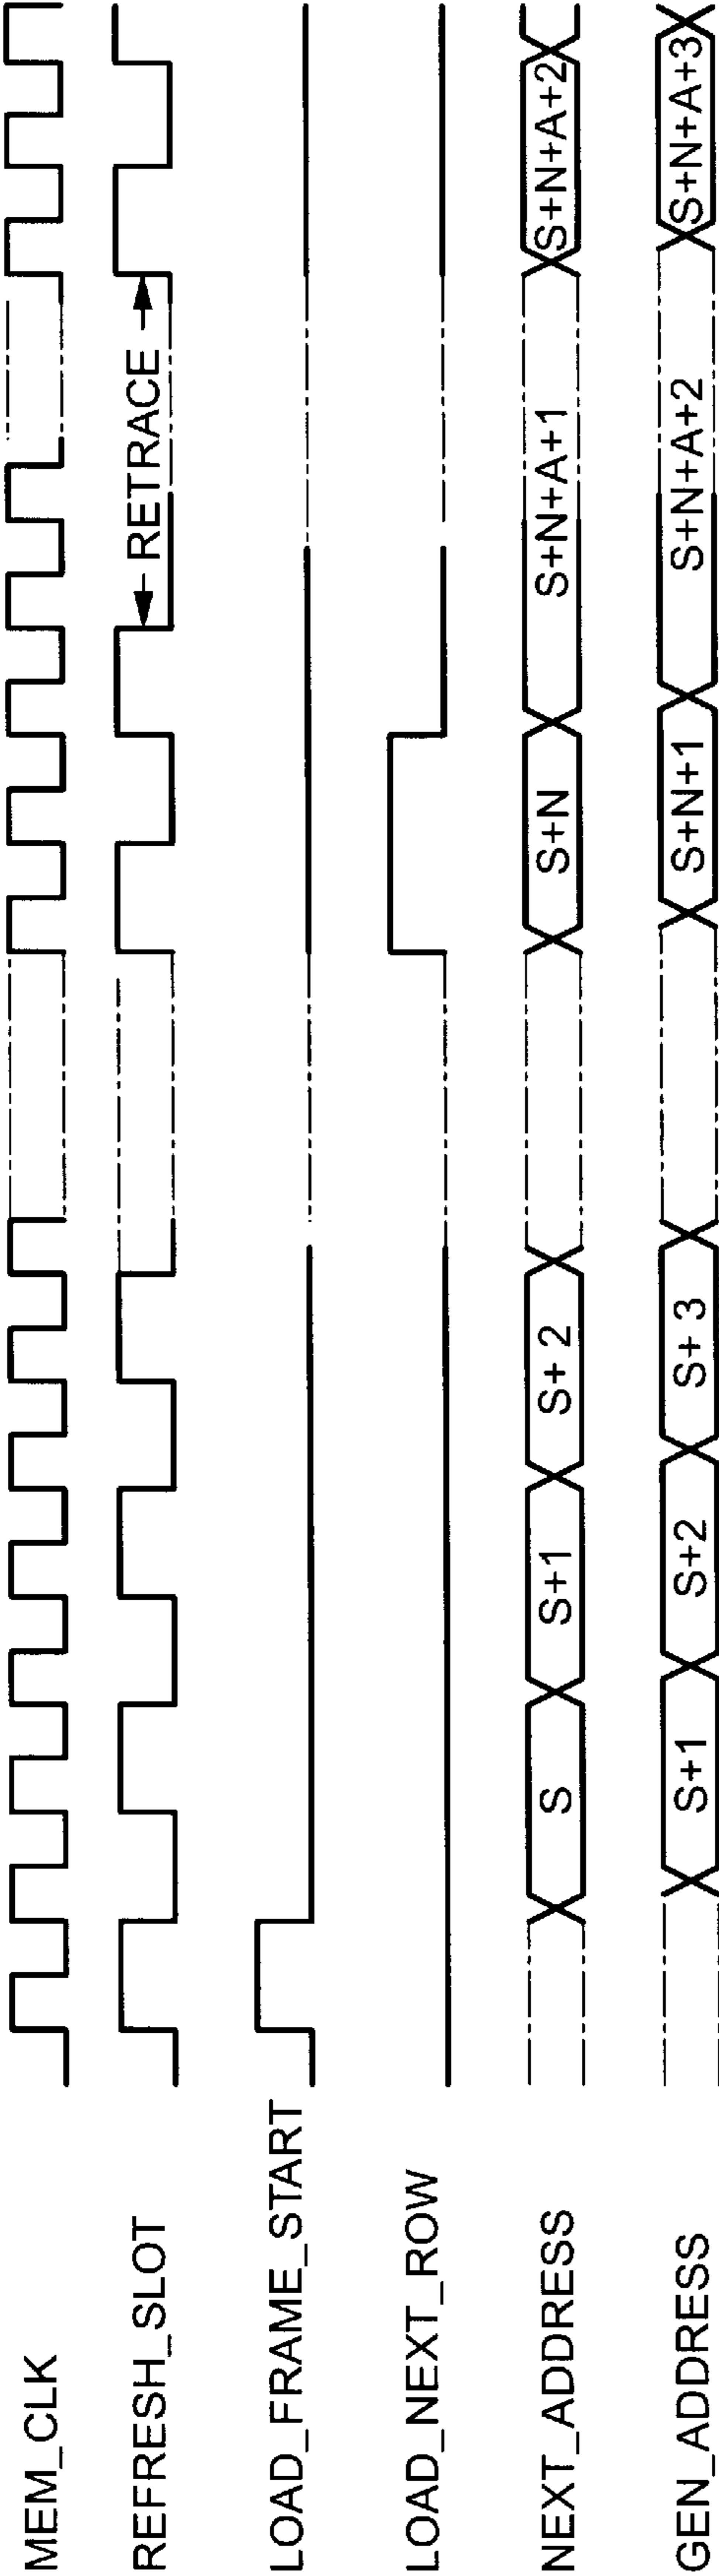 MEM_CLK
REFRESH_SLOT
RETRACE
LOAD_FRAME_START
LOAD_NEXT_ROW
NEXT_ADDRESS
S
S+1
S+ 2
S+N
S+N+A+1
S+N+A+2
GEN_ADDRESS
S+1
S+2
S+ 3
S+N+1
S+N+A+2
S+N+A+3